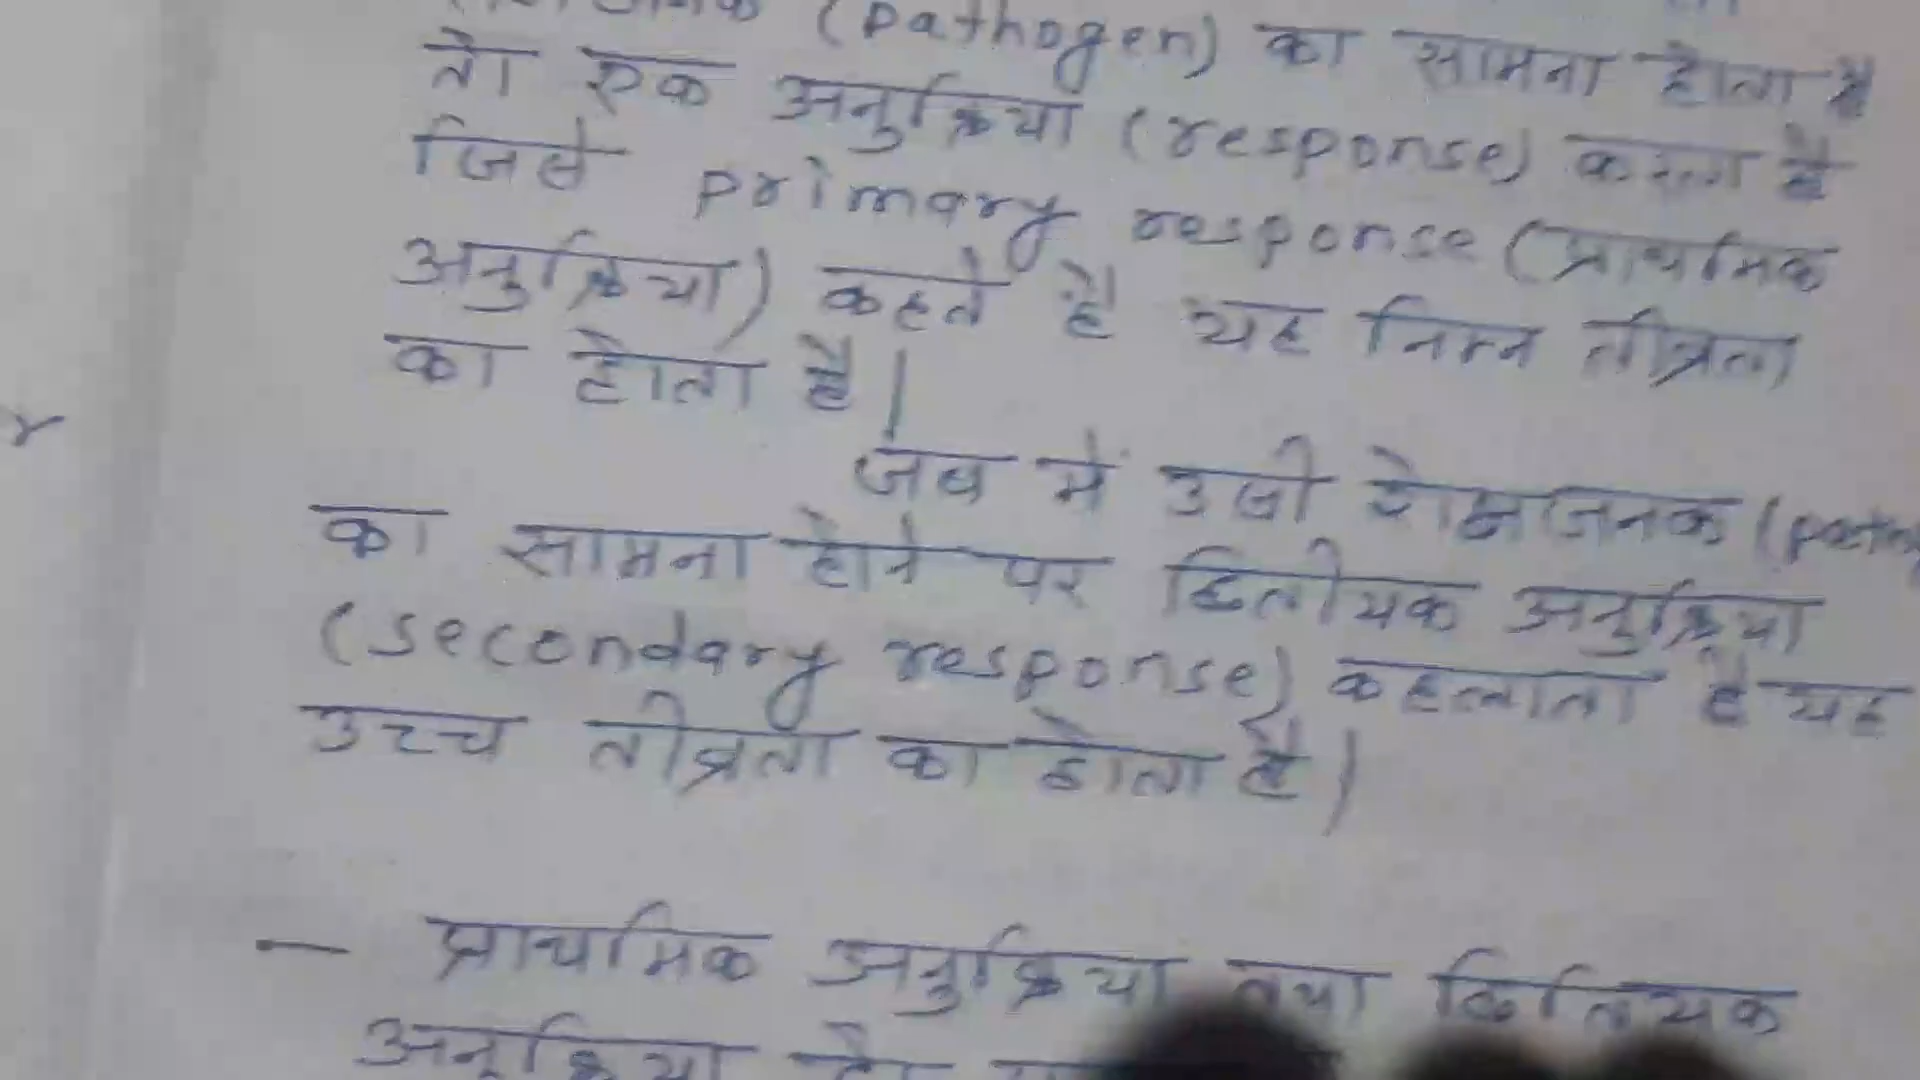 (pathogen) का सामना होता है
तो एक अनुक्रिया (response) करता है
जिसे primary response (प्राथमिक
अनुक्रिया) कहते है यह निम्न तीव्रता
का होता है।
जब में उसी रोगजनक
का सामना होने पर द्वितीयक अनुक्रिया
(secondary response) कहलाता है यह
उच्च तीव्रता का होता है।
– प्राथमिक अनुक्रिया तथा द्वितियक
अनुक्रिया